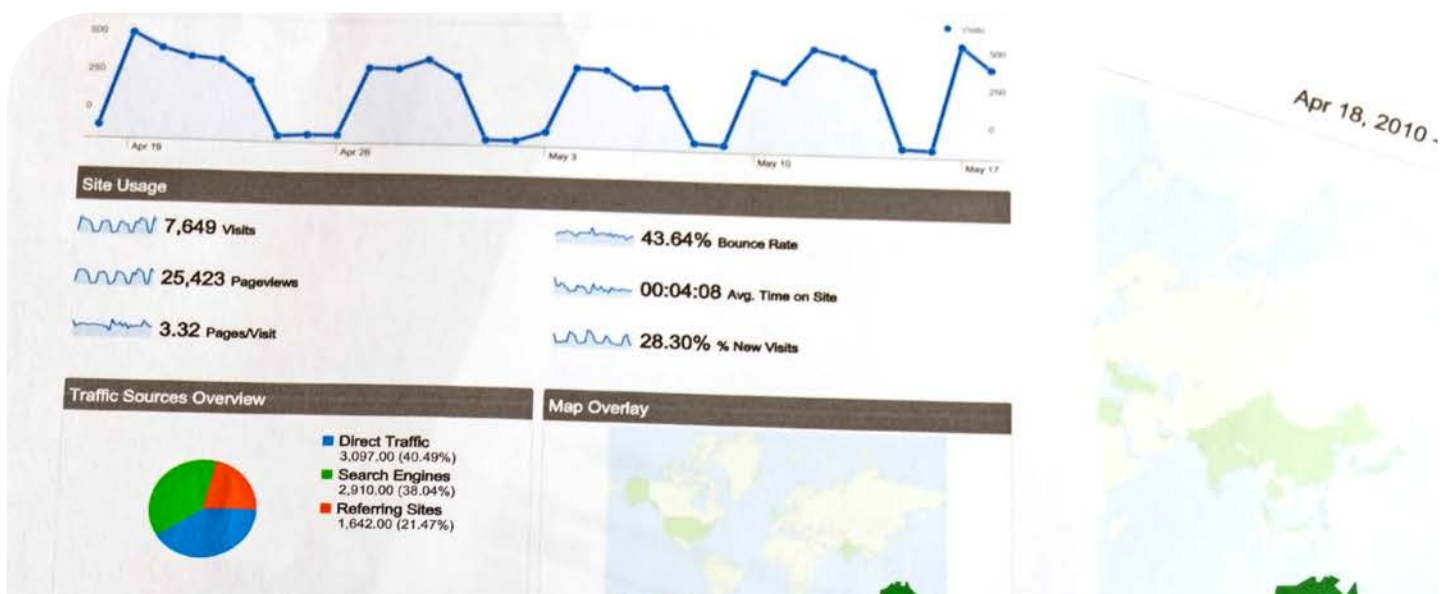 Visits
500
250
0
500
250
0
Apr 19
Apr 26
May 3
May 10
May 17
Apr 18, 2010 -
Site Usage
7,649 Visits
43.64% Bounce Rate
25,423 Pageviews
00:04:08 Avg. Time on Site
3.32 Pages/Visit
28.30% % New Visits
Traffic Sources Overview
Map Overlay
Direct Traffic
3,097.00 (40.49%)
Search Engines
2,910.00 (38.04%)
Referring Sites
1,642.00 (21.47%)